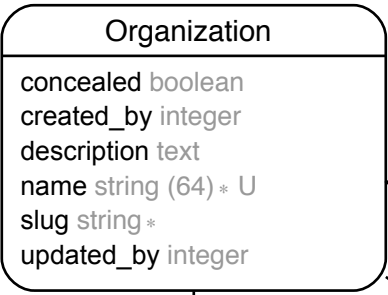 Organization
concealed boolean
created_by integer
description text
name string (64) * U
slug string *
updated_by integer